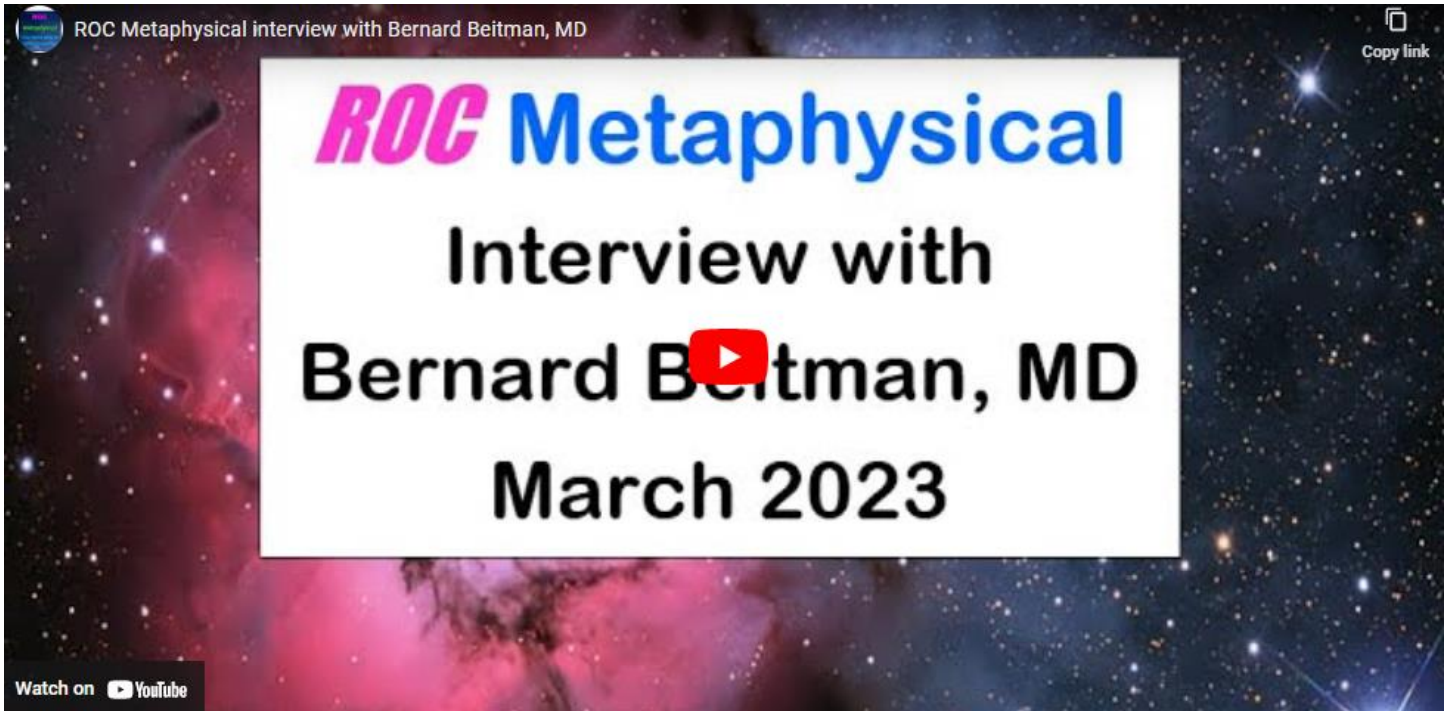 ROC Metaphysical interview with Bernard Beitman, MD
Copy link
ROC Metaphysical
Interview with
Bernard Beitman, MD
March 2023
Watch on YouTube